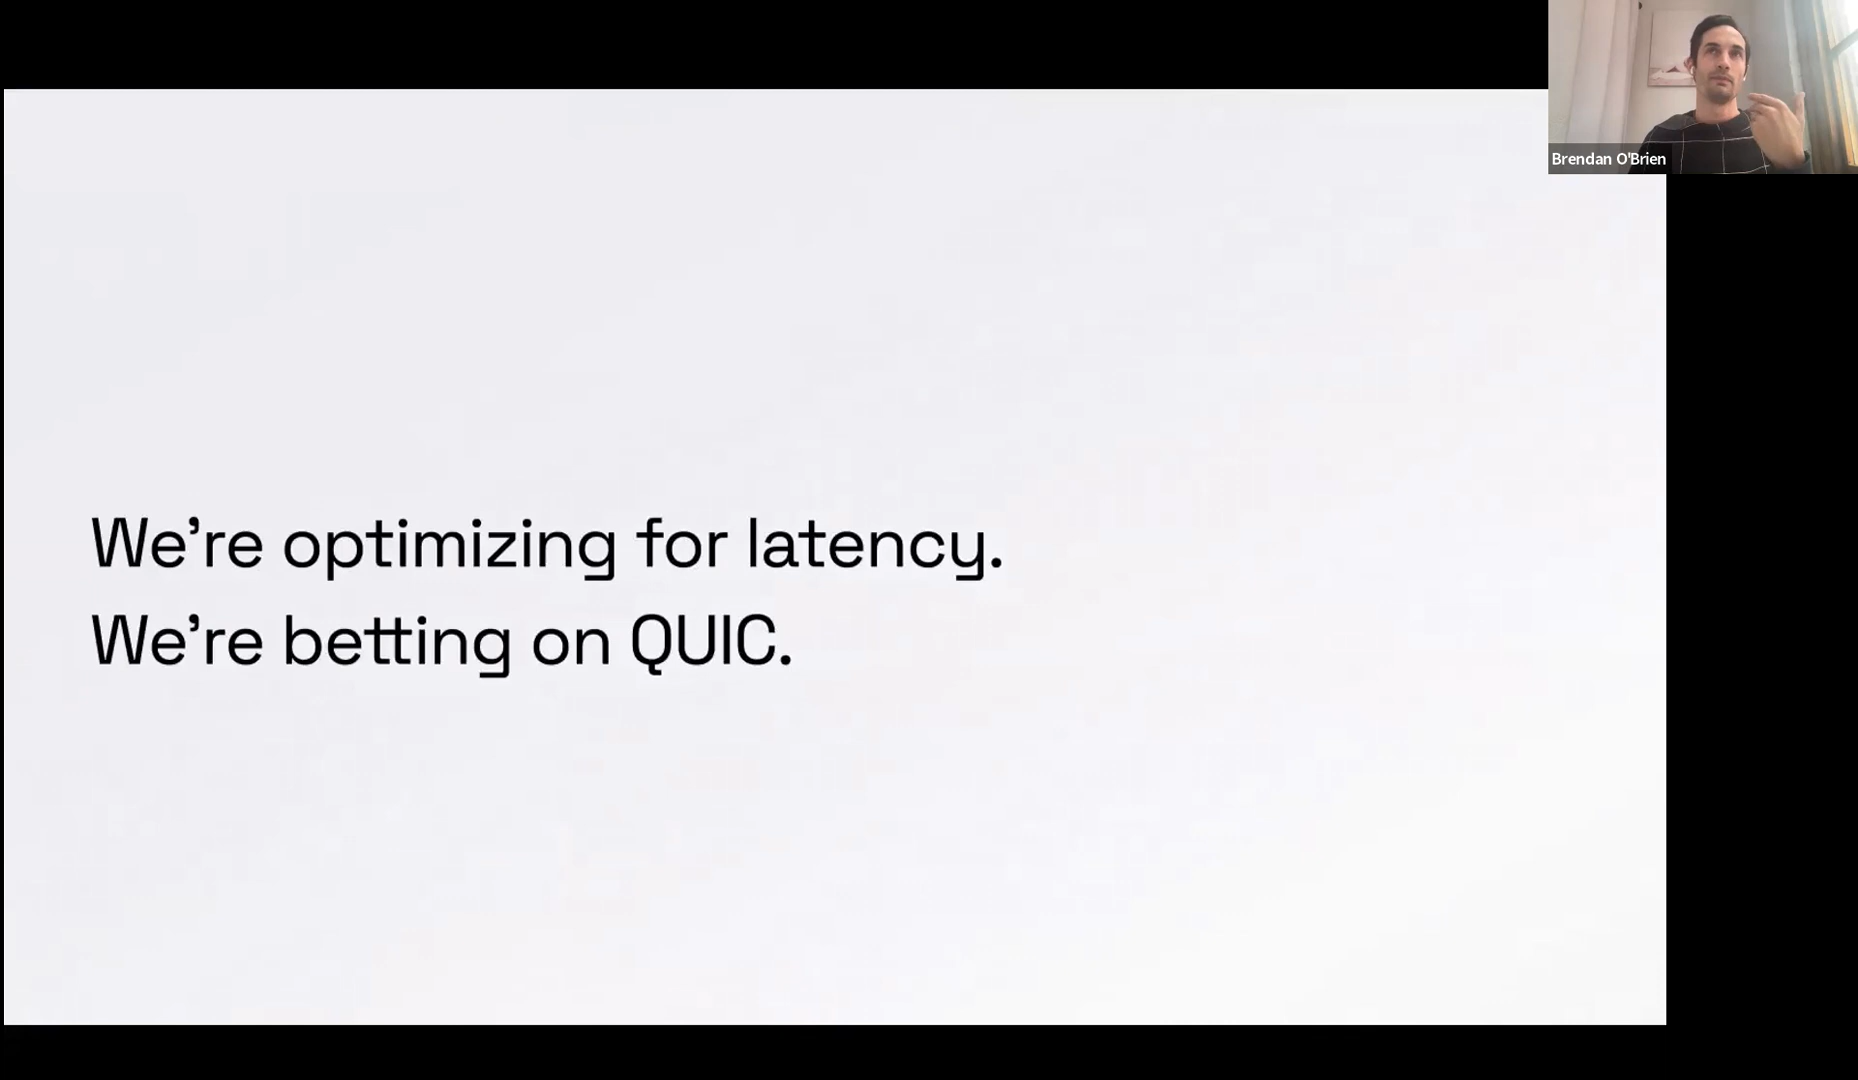 Brendan O'Brien
We’re optimizing for latency.
We’re betting on QUIC.